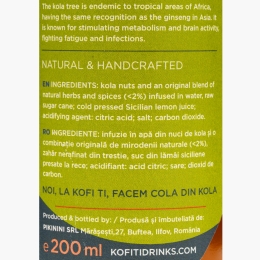 The kola tree is endemic to tropical areas of Africa,
having the same recognition as the ginseng in Asia. It
is known for stimulating metabolism and brain activity,
fighting fatigue and infections.
NATURAL & HANDCRAFTED
EN INGREDIENTS: kola nuts and an original blend of
natural herbs and spices (<2%) infused in water, raw
sugar cane; cold pressed Sicilian lemon juice;
acidifying agent: citric acid; salt; carbon dioxide.
RO INGREDIENTE: infuzie în apă din nuci de kola și o
combinație originală de mirodenii naturale (<2%),
zahăr nerafinat din trestie, suc din lămâi siciliene
presate la rece; acidifiant: acid citric; sare; dioxid de
carbon.
NOI, LA KOFI TI, FACEM COLA DIN KOLA
Produced & bottled by: / Produsă și îmbuteliată de:
PIKININI SRL Mărășești,27, Buftea, Ilfov, România
e 200 ml KOFITIDRINKS.COM